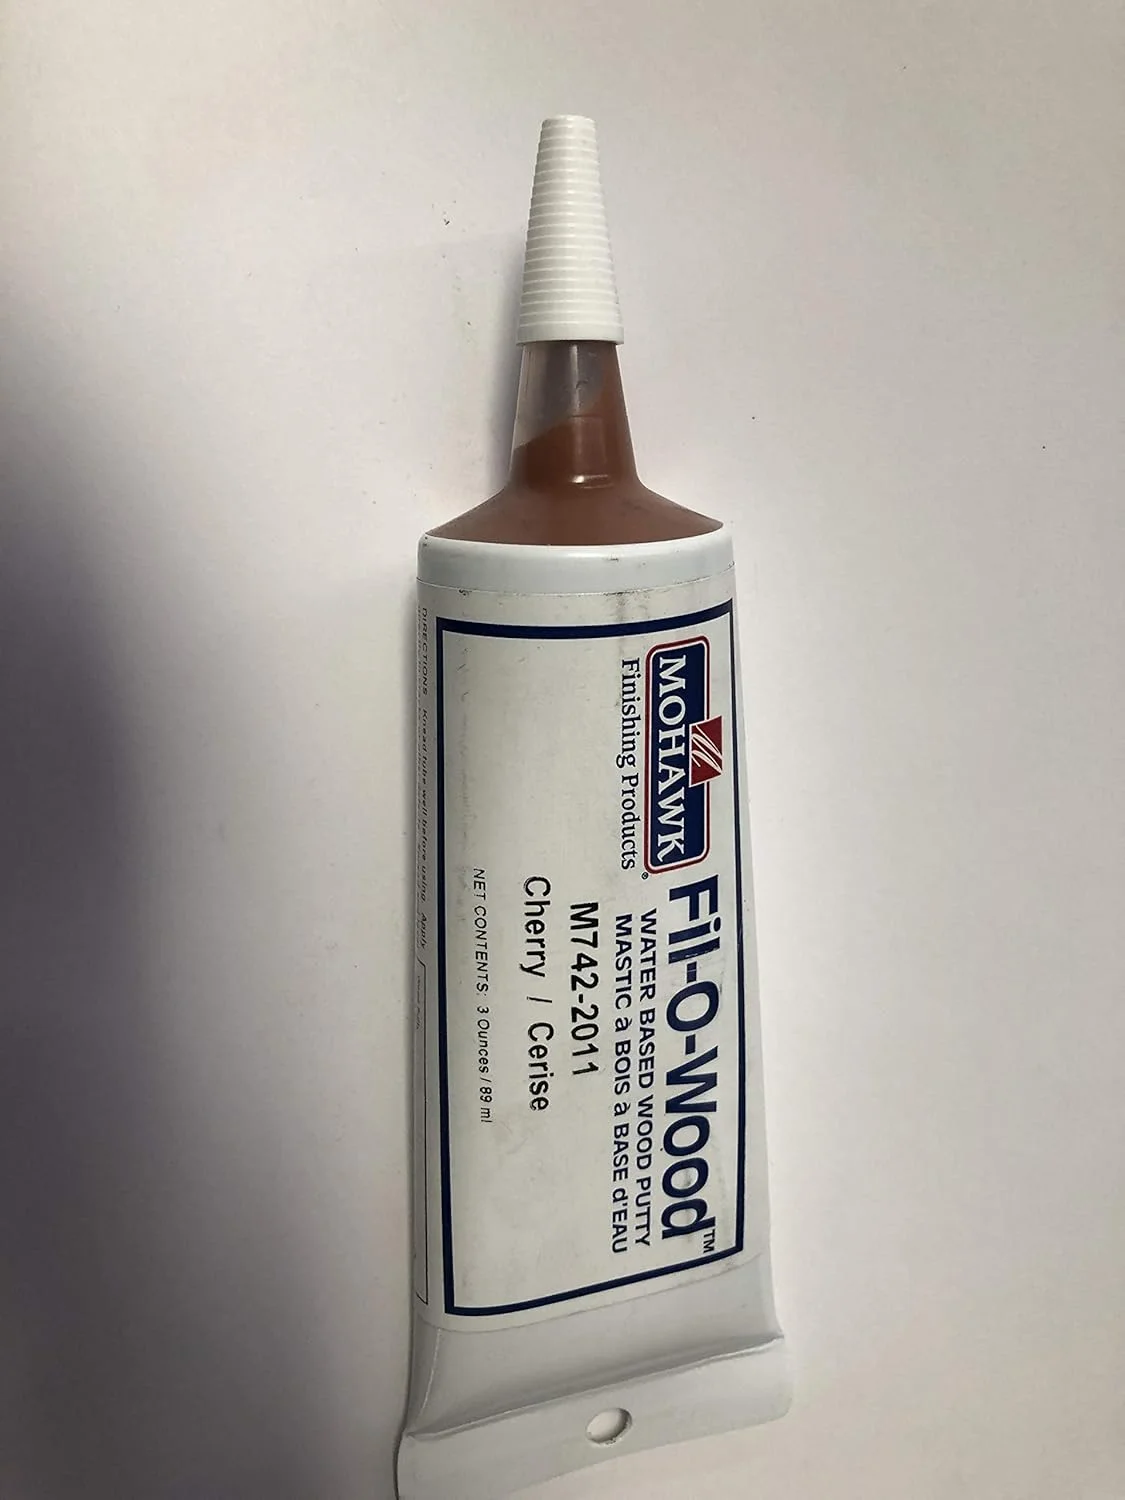 MOHAWK
Finishing Products®
Fil-O-Wood™
WATER BASED WOOD PUTTY
MASTIC à BOIS à BASE d'EAU
M742-2011
Cherry / Cerise
NET CONTENTS: 3 Ounces / 89 ml
DIRECTIONS Knead tube well before using. Apply